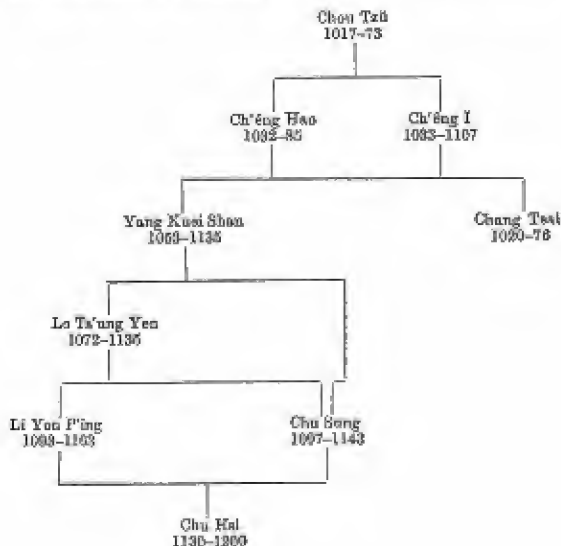 Chou Tzŭ
1017–73
Ch'êng Hao
1032–85
Ch'êng I
1033–1107
Yang Kuei Shan
1053–1135
Chang Tsai
1020–76
Lo Ts'ung Yen
1072–1135
Li Yen P'ing
1093–1163
Chu Sung
1097–1143
Chu Hsi
1130–1200